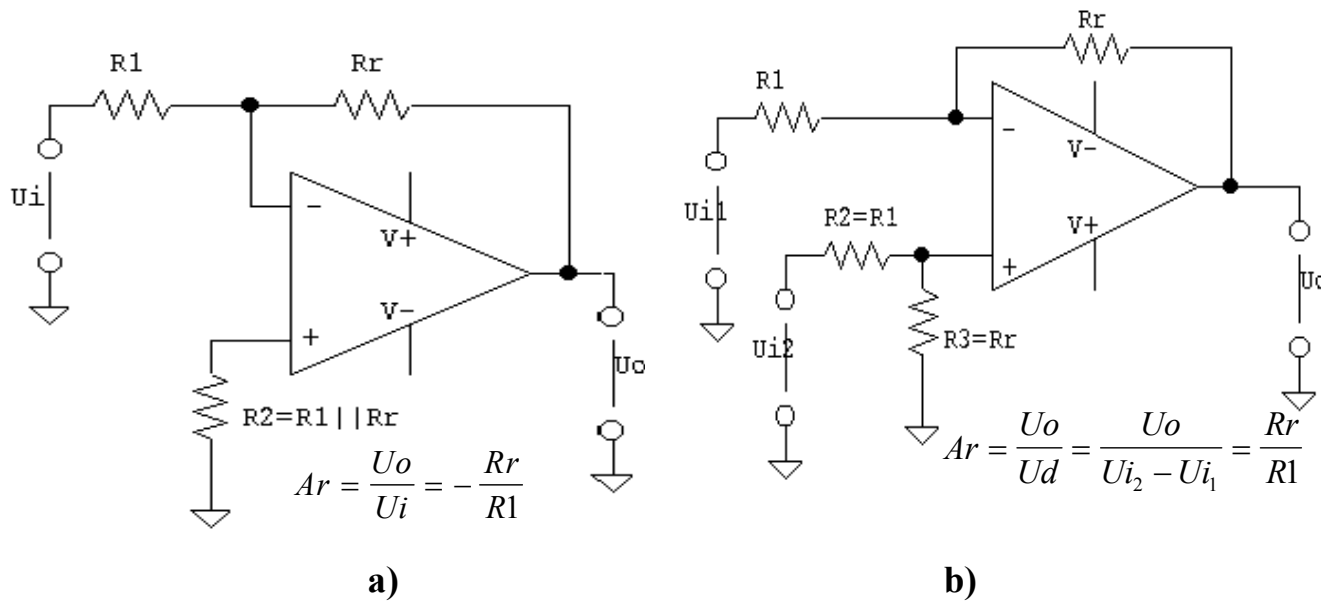 R1
Rr
Ui
-
V+
V-
+
Uo
R2=R1||Rr
Ar = Uo/Ui = -Rr/R1
a)
Rr
R1
-
V-
Ui1
R2=R1
V+
+
Uo
Ui2
R3=Rr
Ar = Uo/Ud = Uo/(Ui₂ - Ui₁) = Rr/R1
b)